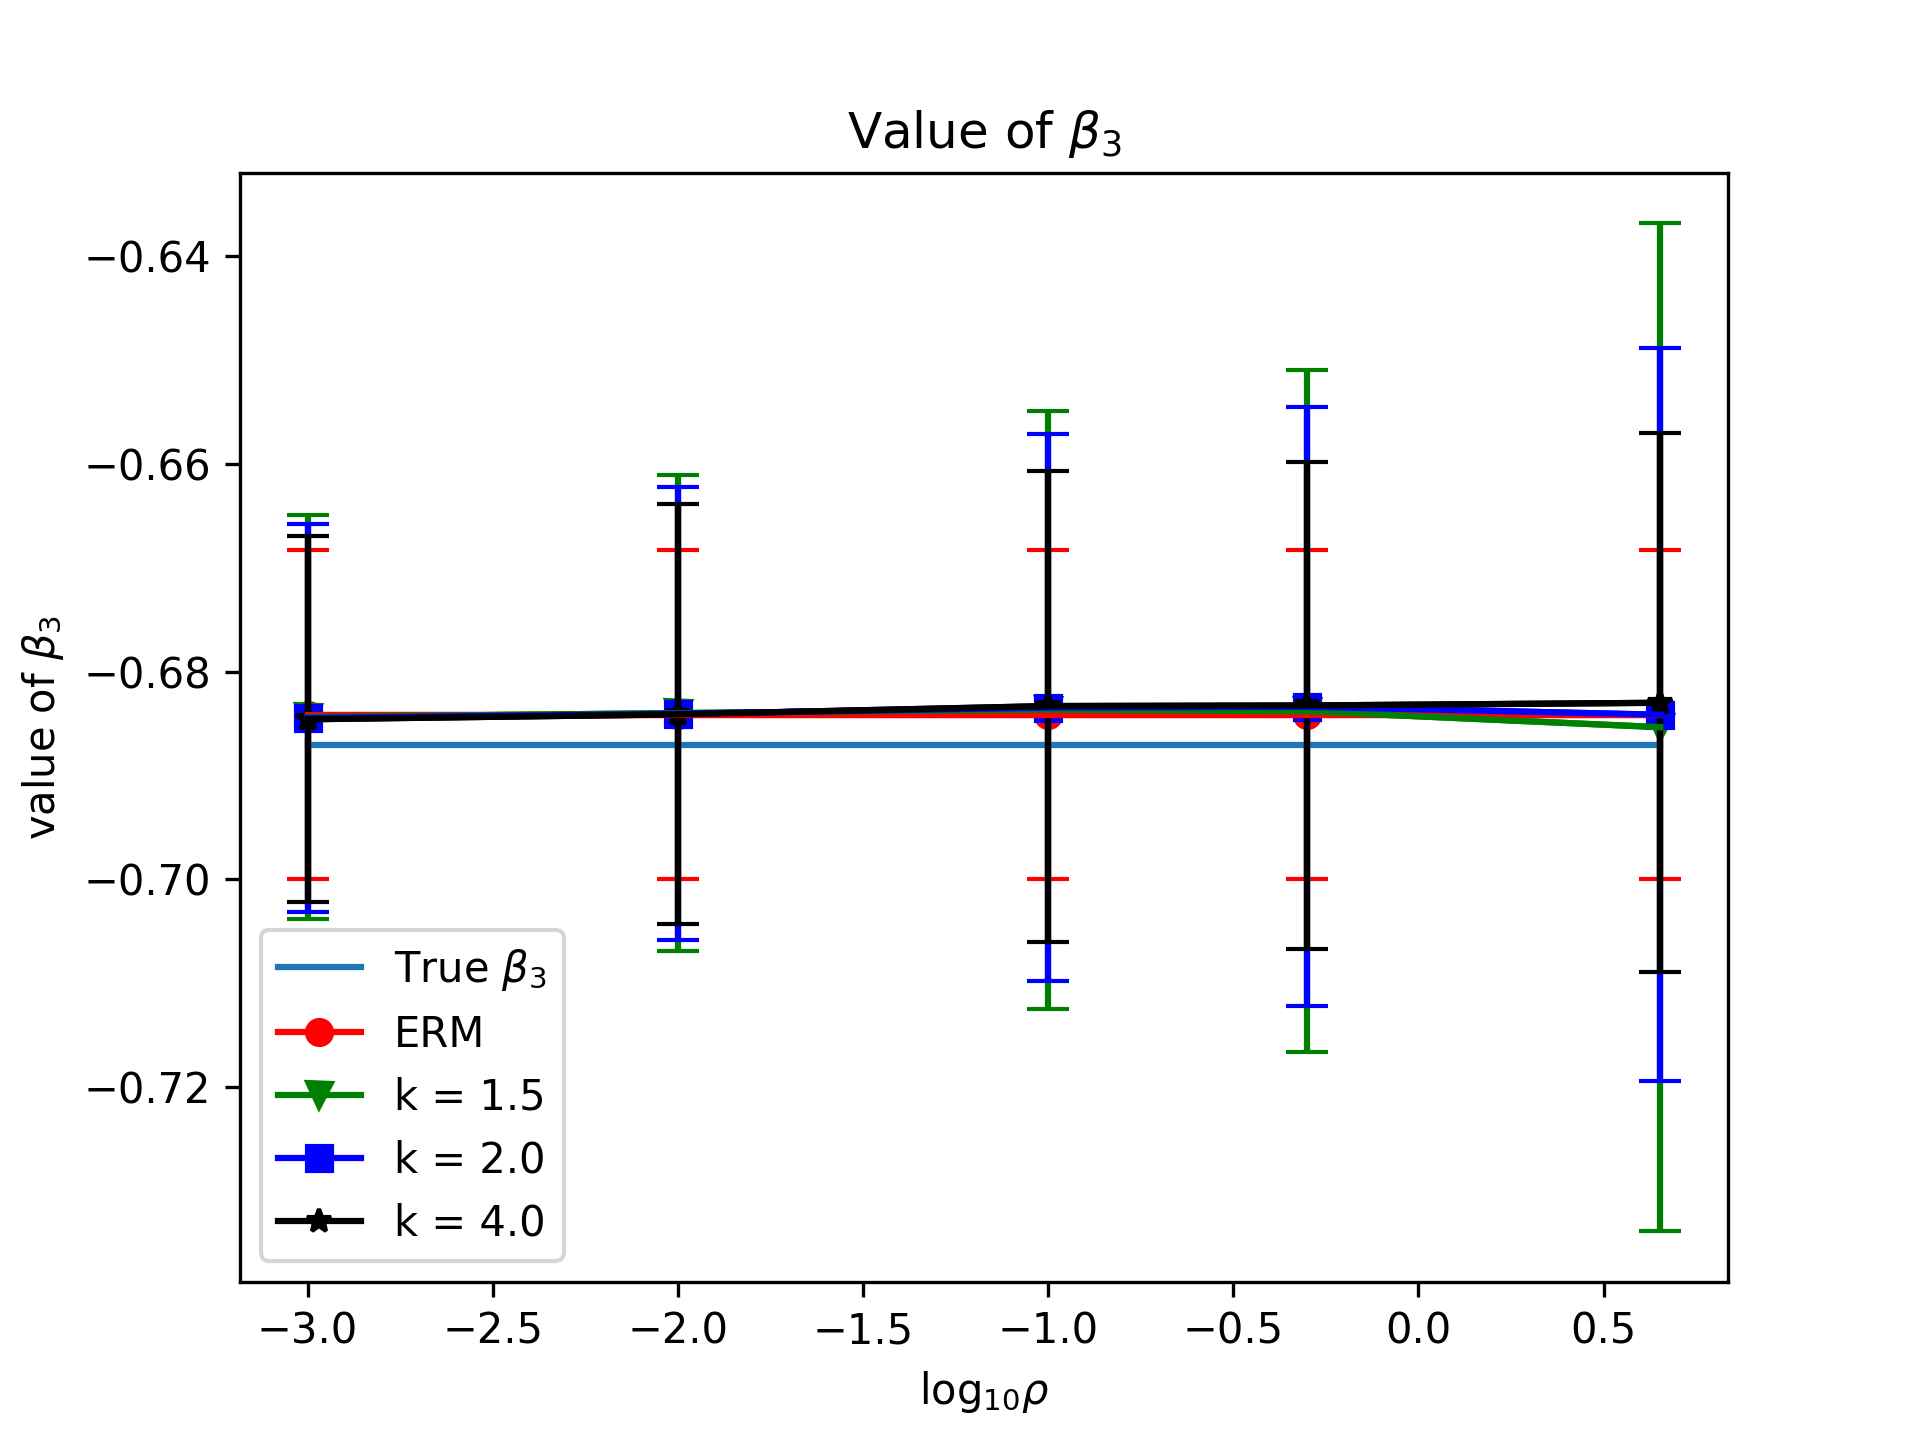 Value of β₃
−0.64
−0.66
−0.68
−0.70
−0.72
value of β₃
True β₃
ERM
k = 1.5
k = 2.0
k = 4.0
−3.0 −2.5 −2.0 −1.5 −1.0 −0.5 0.0 0.5
log₁₀ρ